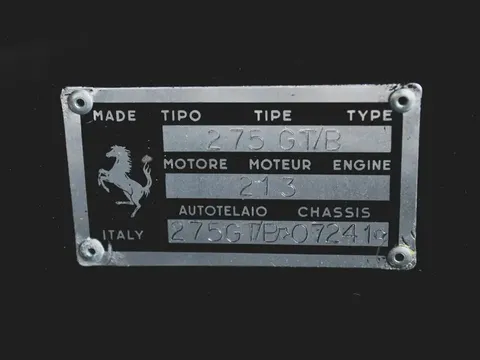 MADE TIPO TIPE TYPE
275 GT/B
MOTORE MOTEUR ENGINE
213
AUTOTELAIO CHASSIS
ITALY 275GT/B 07241